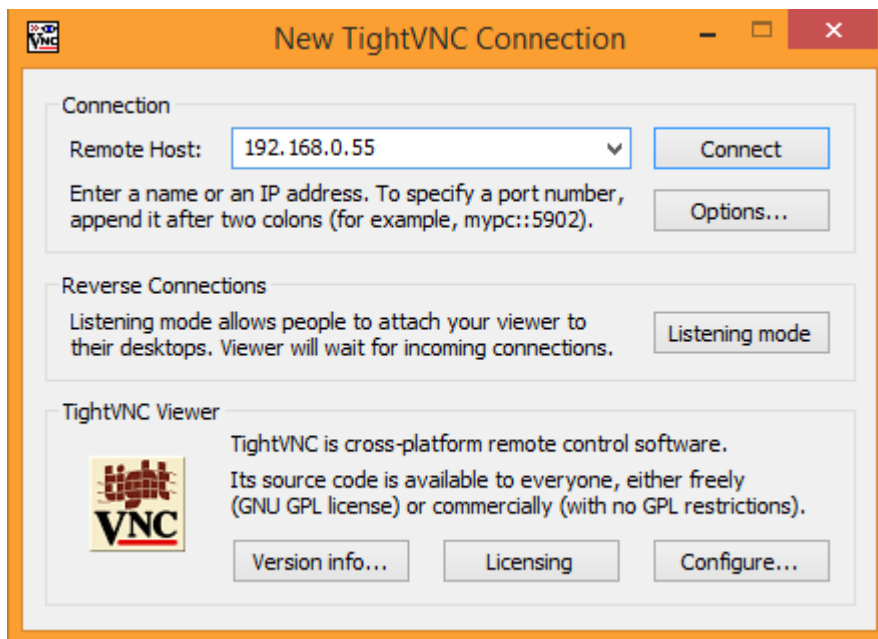 New TightVNC Connection
Connection
Remote Host: 192.168.0.55 Connect
Enter a name or an IP address. To specify a port number,
append it after two colons (for example, mypc::5902).
Options...
Reverse Connections
Listening mode allows people to attach your viewer to
their desktops. Viewer will wait for incoming connections.
Listening mode
TightVNC Viewer
tight
VNC
TightVNC is cross-platform remote control software.
Its source code is available to everyone, either freely
(GNU GPL license) or commercially (with no GPL restrictions).
Version info... Licensing Configure...